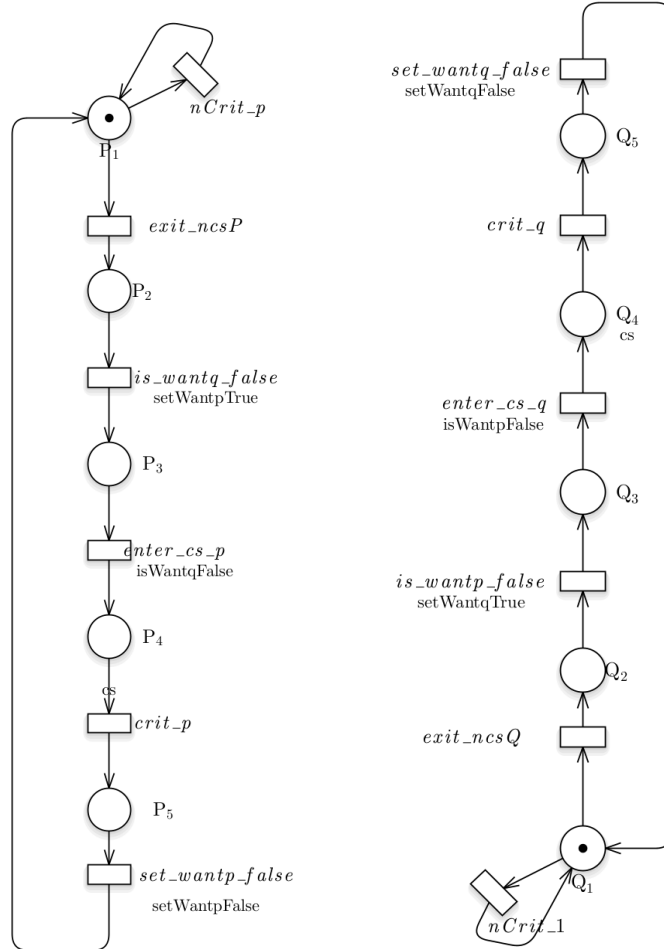 nCrit_p
P1
exit_ncsP
P2
is_wantq_false
setWantpTrue
P3
enter_cs_p
isWantqFalse
P4
cs
crit_p
P5
set_wantp_false
setWantpFalse
set_wantq_false
setWantqFalse
Q5
crit_q
Q4
cs
enter_cs_q
isWantpFalse
Q3
is_wantp_false
setWantqTrue
Q2
exit_ncsQ
Q1
nCrit_1